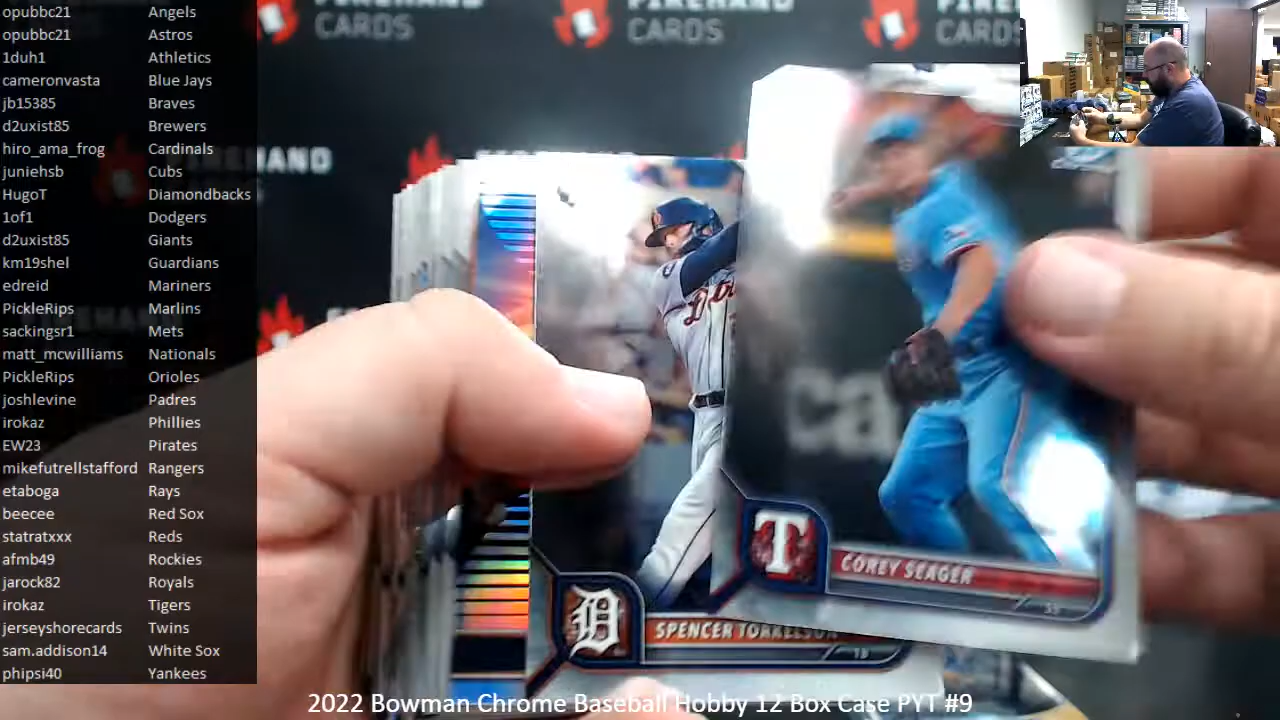 opubbc21 Angels
opubbc21 Astros
1duh1 Athletics
cameronvasta Blue Jays
jb15385 Braves
d2uxist85 Brewers
hiro_ama_frog Cardinals
juniehsb Cubs
HugoT Diamondbacks
1of1 Dodgers
d2uxist85 Giants
km19shel Guardians
edreid Mariners
PickleRips Marlins
sackingsr1 Mets
matt_mcwilliams Nationals
PickleRips Orioles
joshlevine Padres
irokaz Phillies
EW23 Pirates
mikefutrellstafford Rangers
etaboga Rays
beecee Red Sox
statratxxx Reds
afmb49 Rockies
jarock82 Royals
irokaz Tigers
jerseyshorecards Twins
sam.addison14 White Sox
phipsi40 Yankees
CARDS
CARDS
CARD
T
COREY SEAGER
SS
D
SPENCER TORKELSON
1B
2022 Bowman Chrome Baseball Hobby 12 Box Case PYT #9